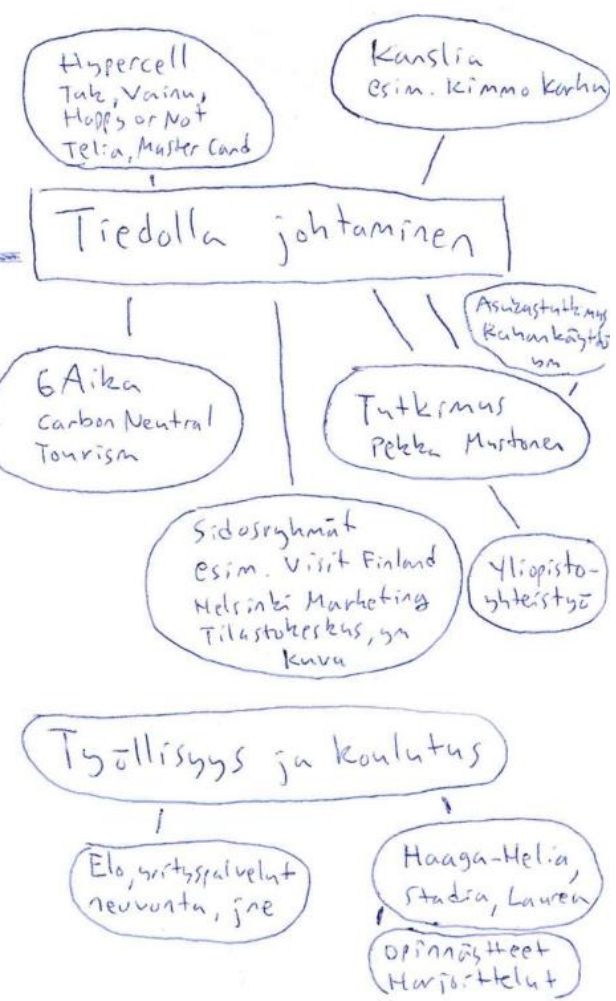 Hypercell
Tak, Vainu,
Happy or Not
Telia, Master Card
Kanslia
esim. Kimmo Karhu
Tiedolla johtaminen
Asukastutkimus
Rahankäyttö
ym
6Aika
Carbon Neutral
Tourism
Tutkimus
Pekka Mustonen
Sidosryhmät
esim. Visit Finland
Helsinki Marketing
Tilastokeskus, ym
Kuva
Yliopisto-
yhteistyö
Työllisyys ja koulutus
Elo, yrityspalvelut
neuvonta, jne
Haaga-Helia,
Stadia, Laurea
Opinnäytteet
Harjoittelut